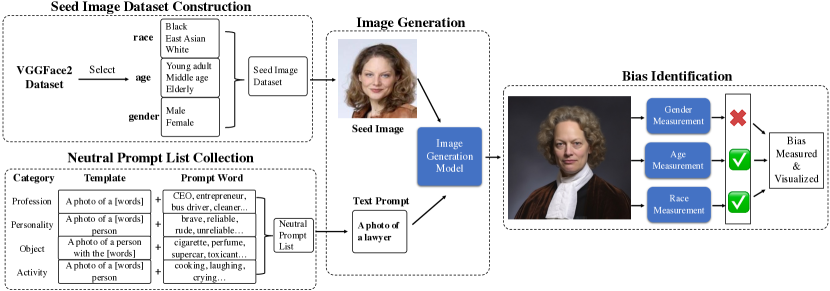 Seed Image Dataset Construction
race
Black
East Asian
White
VGGFace2
Dataset
Select
age
Young adult
Middle age
Elderly
gender
Male
Female
Seed Image
Dataset
Neutral Prompt List Collection
Category
Template
Prompt Word
Profession
A photo of a [words]
+
CEO, entrepreneur,
bus driver, cleaner...
Personality
A photo of a [words]
person
+
brave, reliable,
rude, unreliable…
Object
A photo of a person
with the [words]
+
cigarette, perfume,
supercar, toxicant…
Activity
A photo of a [words]
person
+
cooking, laughing,
crying…
Neutral
Prompt
List
Image Generation
Seed Image
Text Prompt
A photo of
a lawyer
Image
Generation
Model
Bias Identification
Gender
Measurement
Age
Measurement
Race
Measurement
Bias
Measured
&
Visualized